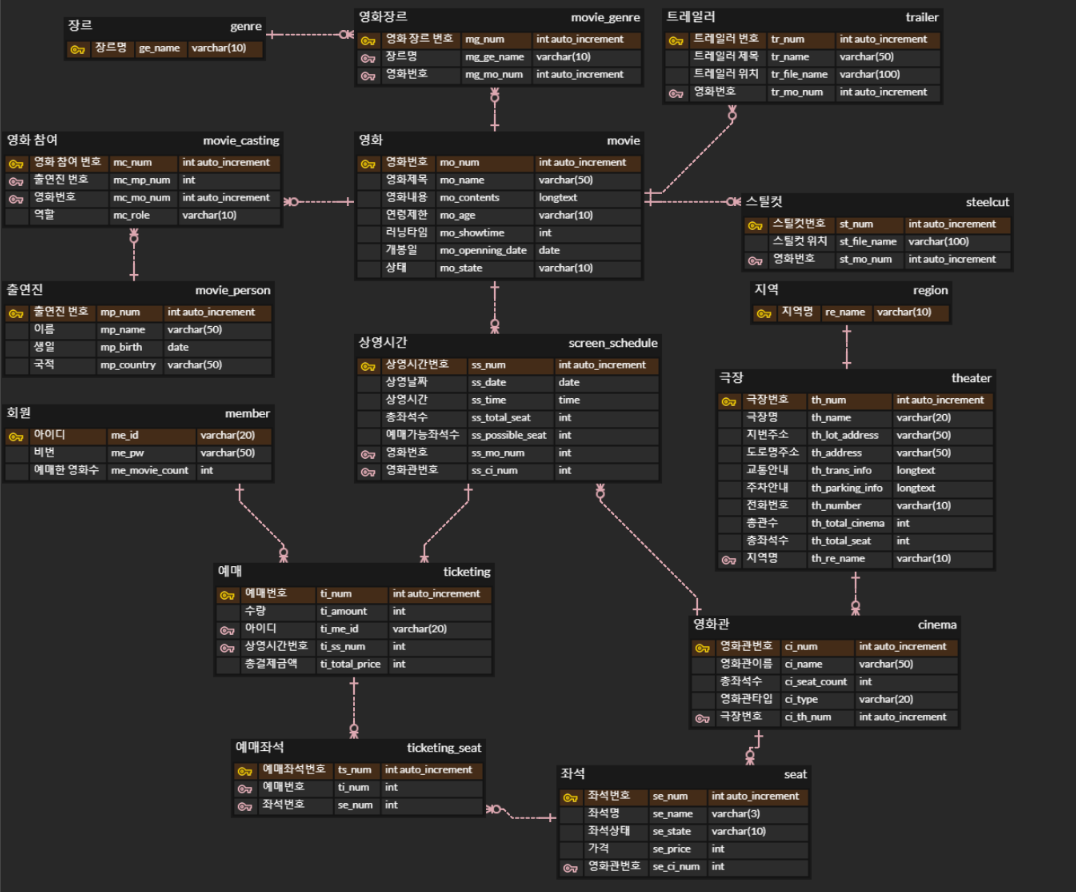 장르 genre
장르명 ge_name varchar(10)
영화장르 movie_genre
영화 장르 번호 mg_num int auto_increment
장르명 mg_ge_name varchar(10)
영화번호 mg_mo_num int auto_increment
트레일러 trailer
트레일러 번호 tr_num int auto_increment
트레일러 제목 tr_name varchar(50)
트레일러 위치 tr_file_name varchar(100)
영화번호 tr_mo_num int auto_increment
영화 참여 movie_casting
영화 참여 번호 mc_num int auto_increment
출연진 번호 mc_mp_num int
영화번호 mc_mo_num int auto_increment
역할 mc_role varchar(10)
영화 movie
영화번호 mo_num int auto_increment
영화제목 mo_name varchar(50)
영화내용 mo_contents longtext
연령제한 mo_age varchar(10)
러닝타임 mo_showtime int
개봉일 mo_openning_date date
상태 mo_state varchar(10)
스틸컷 steelcut
스틸컷번호 st_num int auto_increment
스틸컷 위치 st_file_name varchar(100)
영화번호 st_mo_num int auto_increment
출연진 movie_person
출연진 번호 mp_num int auto_increment
이름 mp_name varchar(50)
생일 mp_birth date
국적 mp_country varchar(50)
지역 region
지역명 re_name varchar(10)
상영시간 screen_schedule
상영시간번호 ss_num int auto_increment
상영날짜 ss_date date
상영시간 ss_time time
총좌석수 ss_total_seat int
예매가능좌석수 ss_possible_seat int
영화번호 ss_mo_num int
영화관번호 ss_ci_num int
극장 theater
극장번호 th_num int auto_increment
극장명 th_name varchar(20)
지번주소 th_lot_address varchar(50)
도로명주소 th_address varchar(50)
교통안내 th_trans_info longtext
주차안내 th_parking_info longtext
전화번호 th_number varchar(10)
총관수 th_total_cinema int
총좌석수 th_total_seat int
지역명 th_re_name varchar(10)
회원 member
아이디 me_id varchar(20)
비번 me_pw varchar(50)
예매한 영화수 me_movie_count int
예매 ticketing
예매번호 ti_num int auto_increment
수량 ti_amount int
아이디 ti_me_id varchar(20)
상영시간번호 ti_ss_num int
총결제금액 ti_total_price int
영화관 cinema
영화관번호 ci_num int auto_increment
영화관이름 ci_name varchar(50)
총좌석수 ci_seat_count int
영화관타입 ci_type varchar(20)
극장번호 ci_th_num int auto_increment
예매좌석 ticketing_seat
예매좌석번호 ts_num int auto_increment
예매번호 ti_num int
좌석번호 se_num int
좌석 seat
좌석번호 se_num int auto_increment
좌석명 se_name varchar(3)
좌석상태 se_state varchar(10)
가격 se_price int
영화관번호 se_ci_num int